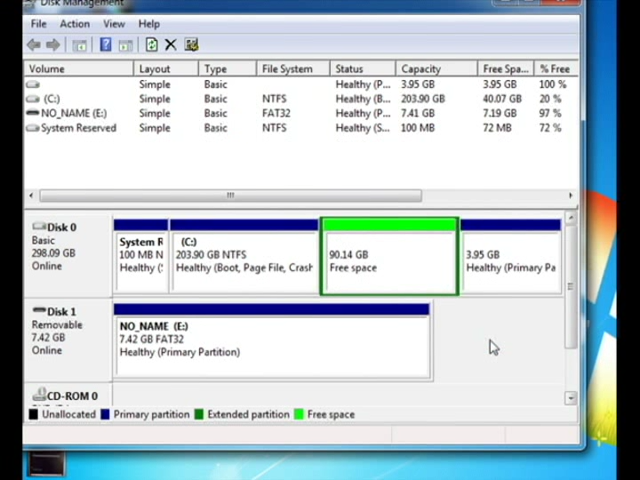 Disk Management
File Action View Help
Volume Layout Type File System Status Capacity Free Spa... % Free
Simple Basic Healthy (P... 3.95 GB 3.95 GB 100 %
(C:) Simple Basic NTFS Healthy (B... 203.90 GB 40.07 GB 20 %
NO_NAME (E:) Simple Basic FAT32 Healthy (P... 7.41 GB 7.19 GB 97 %
System Reserved Simple Basic NTFS Healthy (S... 100 MB 72 MB 72 %
Disk 0
Basic
298.09 GB
Online
System R
100 MB N
Healthy (S
(C:)
203.90 GB NTFS
Healthy (Boot, Page File, Crash
90.14 GB
Free space
3.95 GB
Healthy (Primary Pa
Disk 1
Removable
7.42 GB
Online
NO_NAME (E:)
7.42 GB FAT32
Healthy (Primary Partition)
CD-ROM 0
Unallocated Primary partition Extended partition Free space